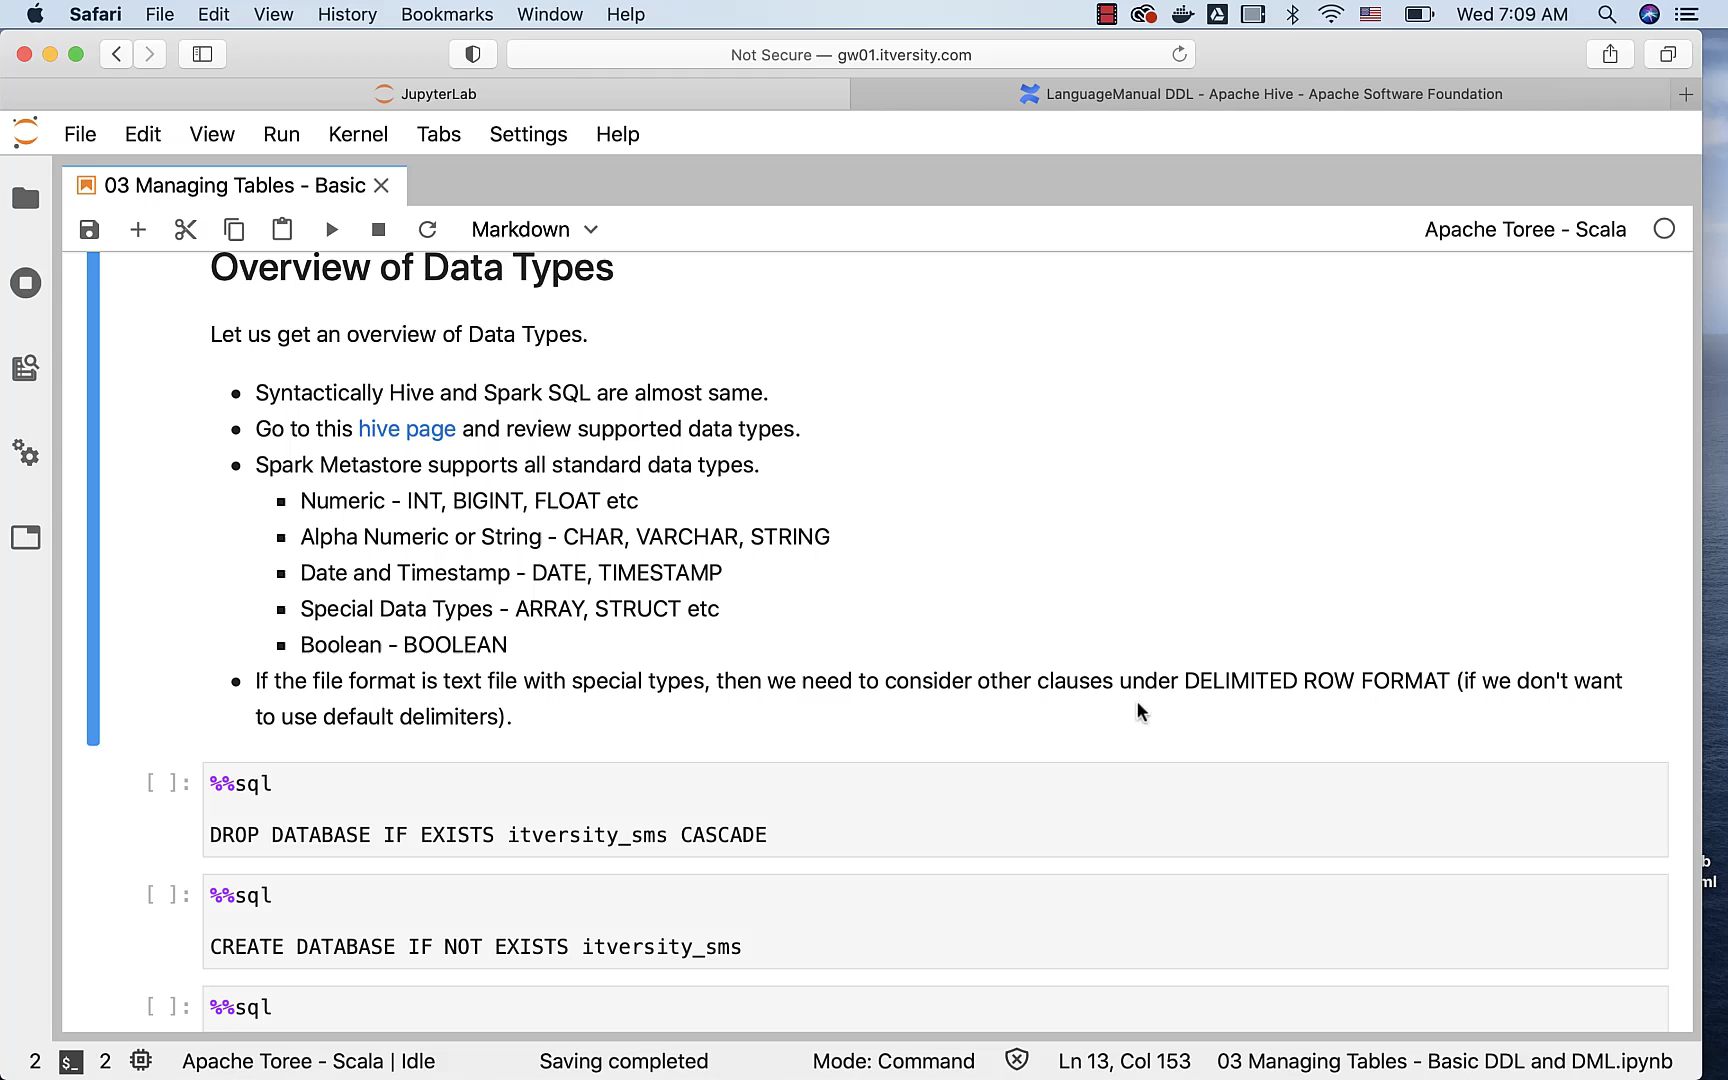 Safari File Edit View History Bookmarks Window Help Wed 7:09 AM
Not Secure — gw01.itversity.com
JupyterLab LanguageManual DDL - Apache Hive - Apache Software Foundation
File Edit View Run Kernel Tabs Settings Help
03 Managing Tables - Basic
Markdown Apache Toree - Scala
Overview of Data Types
Let us get an overview of Data Types.
Syntactically Hive and Spark SQL are almost same.
Go to this hive page and review supported data types.
Spark Metastore supports all standard data types.
Numeric - INT, BIGINT, FLOAT etc
Alpha Numeric or String - CHAR, VARCHAR, STRING
Date and Timestamp - DATE, TIMESTAMP
Special Data Types - ARRAY, STRUCT etc
Boolean - BOOLEAN
If the file format is text file with special types, then we need to consider other clauses under DELIMITED ROW FORMAT (if we don't want
to use default delimiters).
[ ]: %%sql
DROP DATABASE IF EXISTS itversity_sms CASCADE
[ ]: %%sql
CREATE DATABASE IF NOT EXISTS itversity_sms
[ ]: %%sql
2 $_ 2 Apache Toree - Scala | Idle Saving completed Mode: Command Ln 13, Col 153 03 Managing Tables - Basic DDL and DML.ipynb